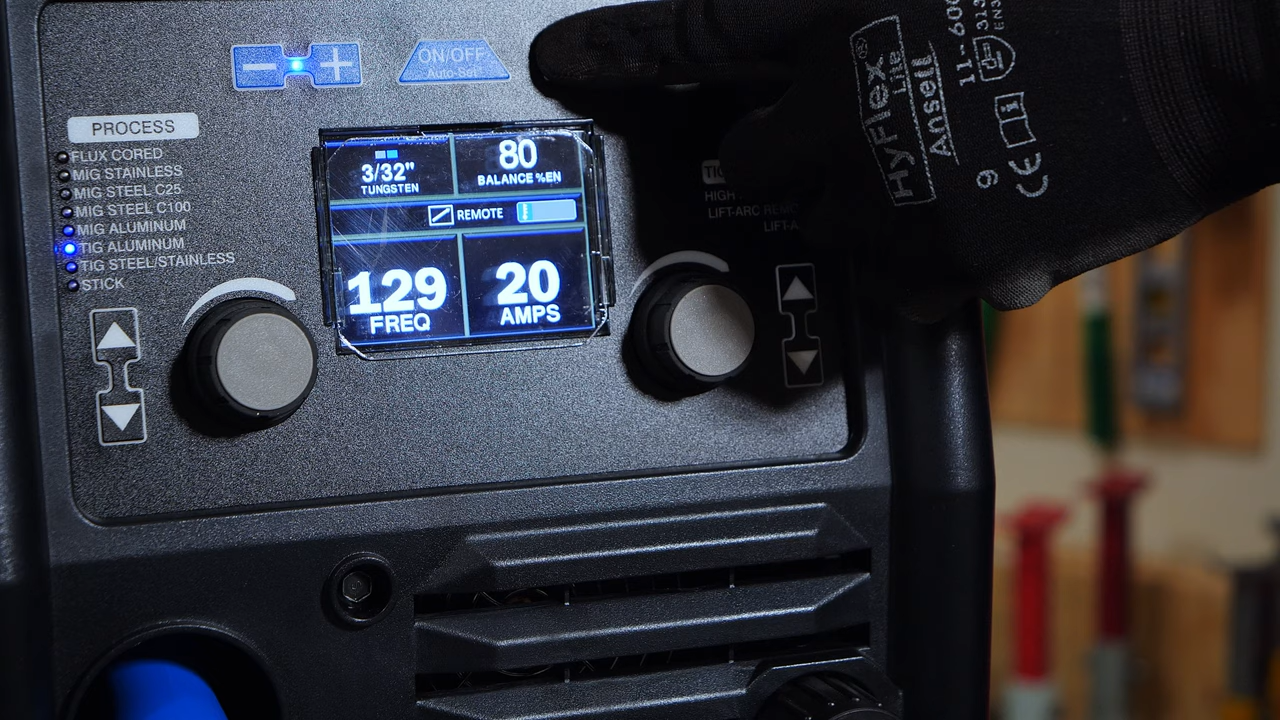 ON/OFF
Auto-Set
PROCESS
FLUX CORED
MIG STAINLESS
MIG STEEL C25
MIG STEEL C100
MIG ALUMINUM
TIG ALUMINUM
TIG STEEL/STAINLESS
STICK
3/32"
TUNGSTEN
80
BALANCE %EN
REMOTE
129
FREQ
20
AMPS
HIGH
LIFT-ARC
HyFlex®
Lite
Ansell
11-600
9
CE